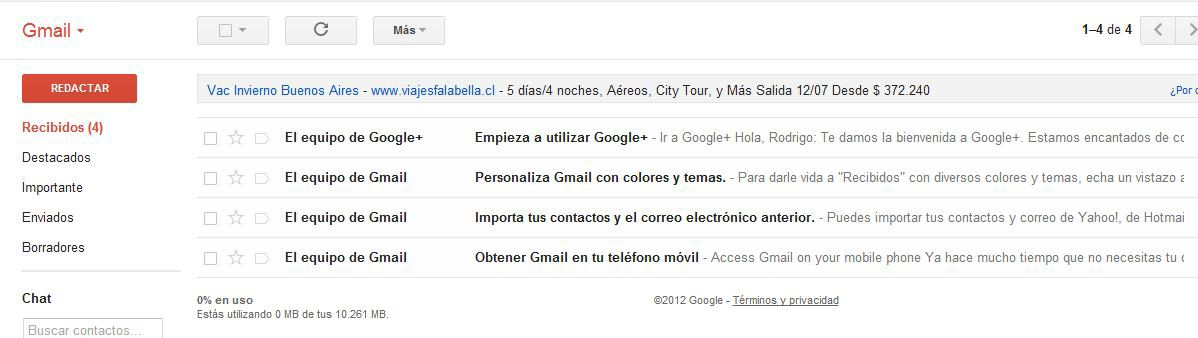 Gmail
Más
1–4 de 4
REDACTAR
Vac Invierno Buenos Aires - www.viajesfalabella.cl - 5 días/4 noches, Aéreos, City Tour, y Más Salida 12/07 Desde $ 372.240
¿Por
Recibidos (4)
Destacados
Importante
Enviados
Borradores
El equipo de Google+ Empieza a utilizar Google+ - Ir a Google+ Hola, Rodrigo: Te damos la bienvenida a Google+. Estamos encantados de
El equipo de Gmail Personaliza Gmail con colores y temas. - Para darle vida a "Recibidos" con diversos colores y temas, echa un vistazo a
El equipo de Gmail Importa tus contactos y el correo electrónico anterior. - Puedes importar tus contactos y correo de Yahoo!, de Hotmai
El equipo de Gmail Obtener Gmail en tu teléfono móvil - Access Gmail on your mobile phone Ya hace mucho tiempo que no necesitas tu
Chat
Buscar contactos...
0% en uso
Estás utilizando 0 MB de tus 10.261 MB.
©2012 Google - Términos y privacidad